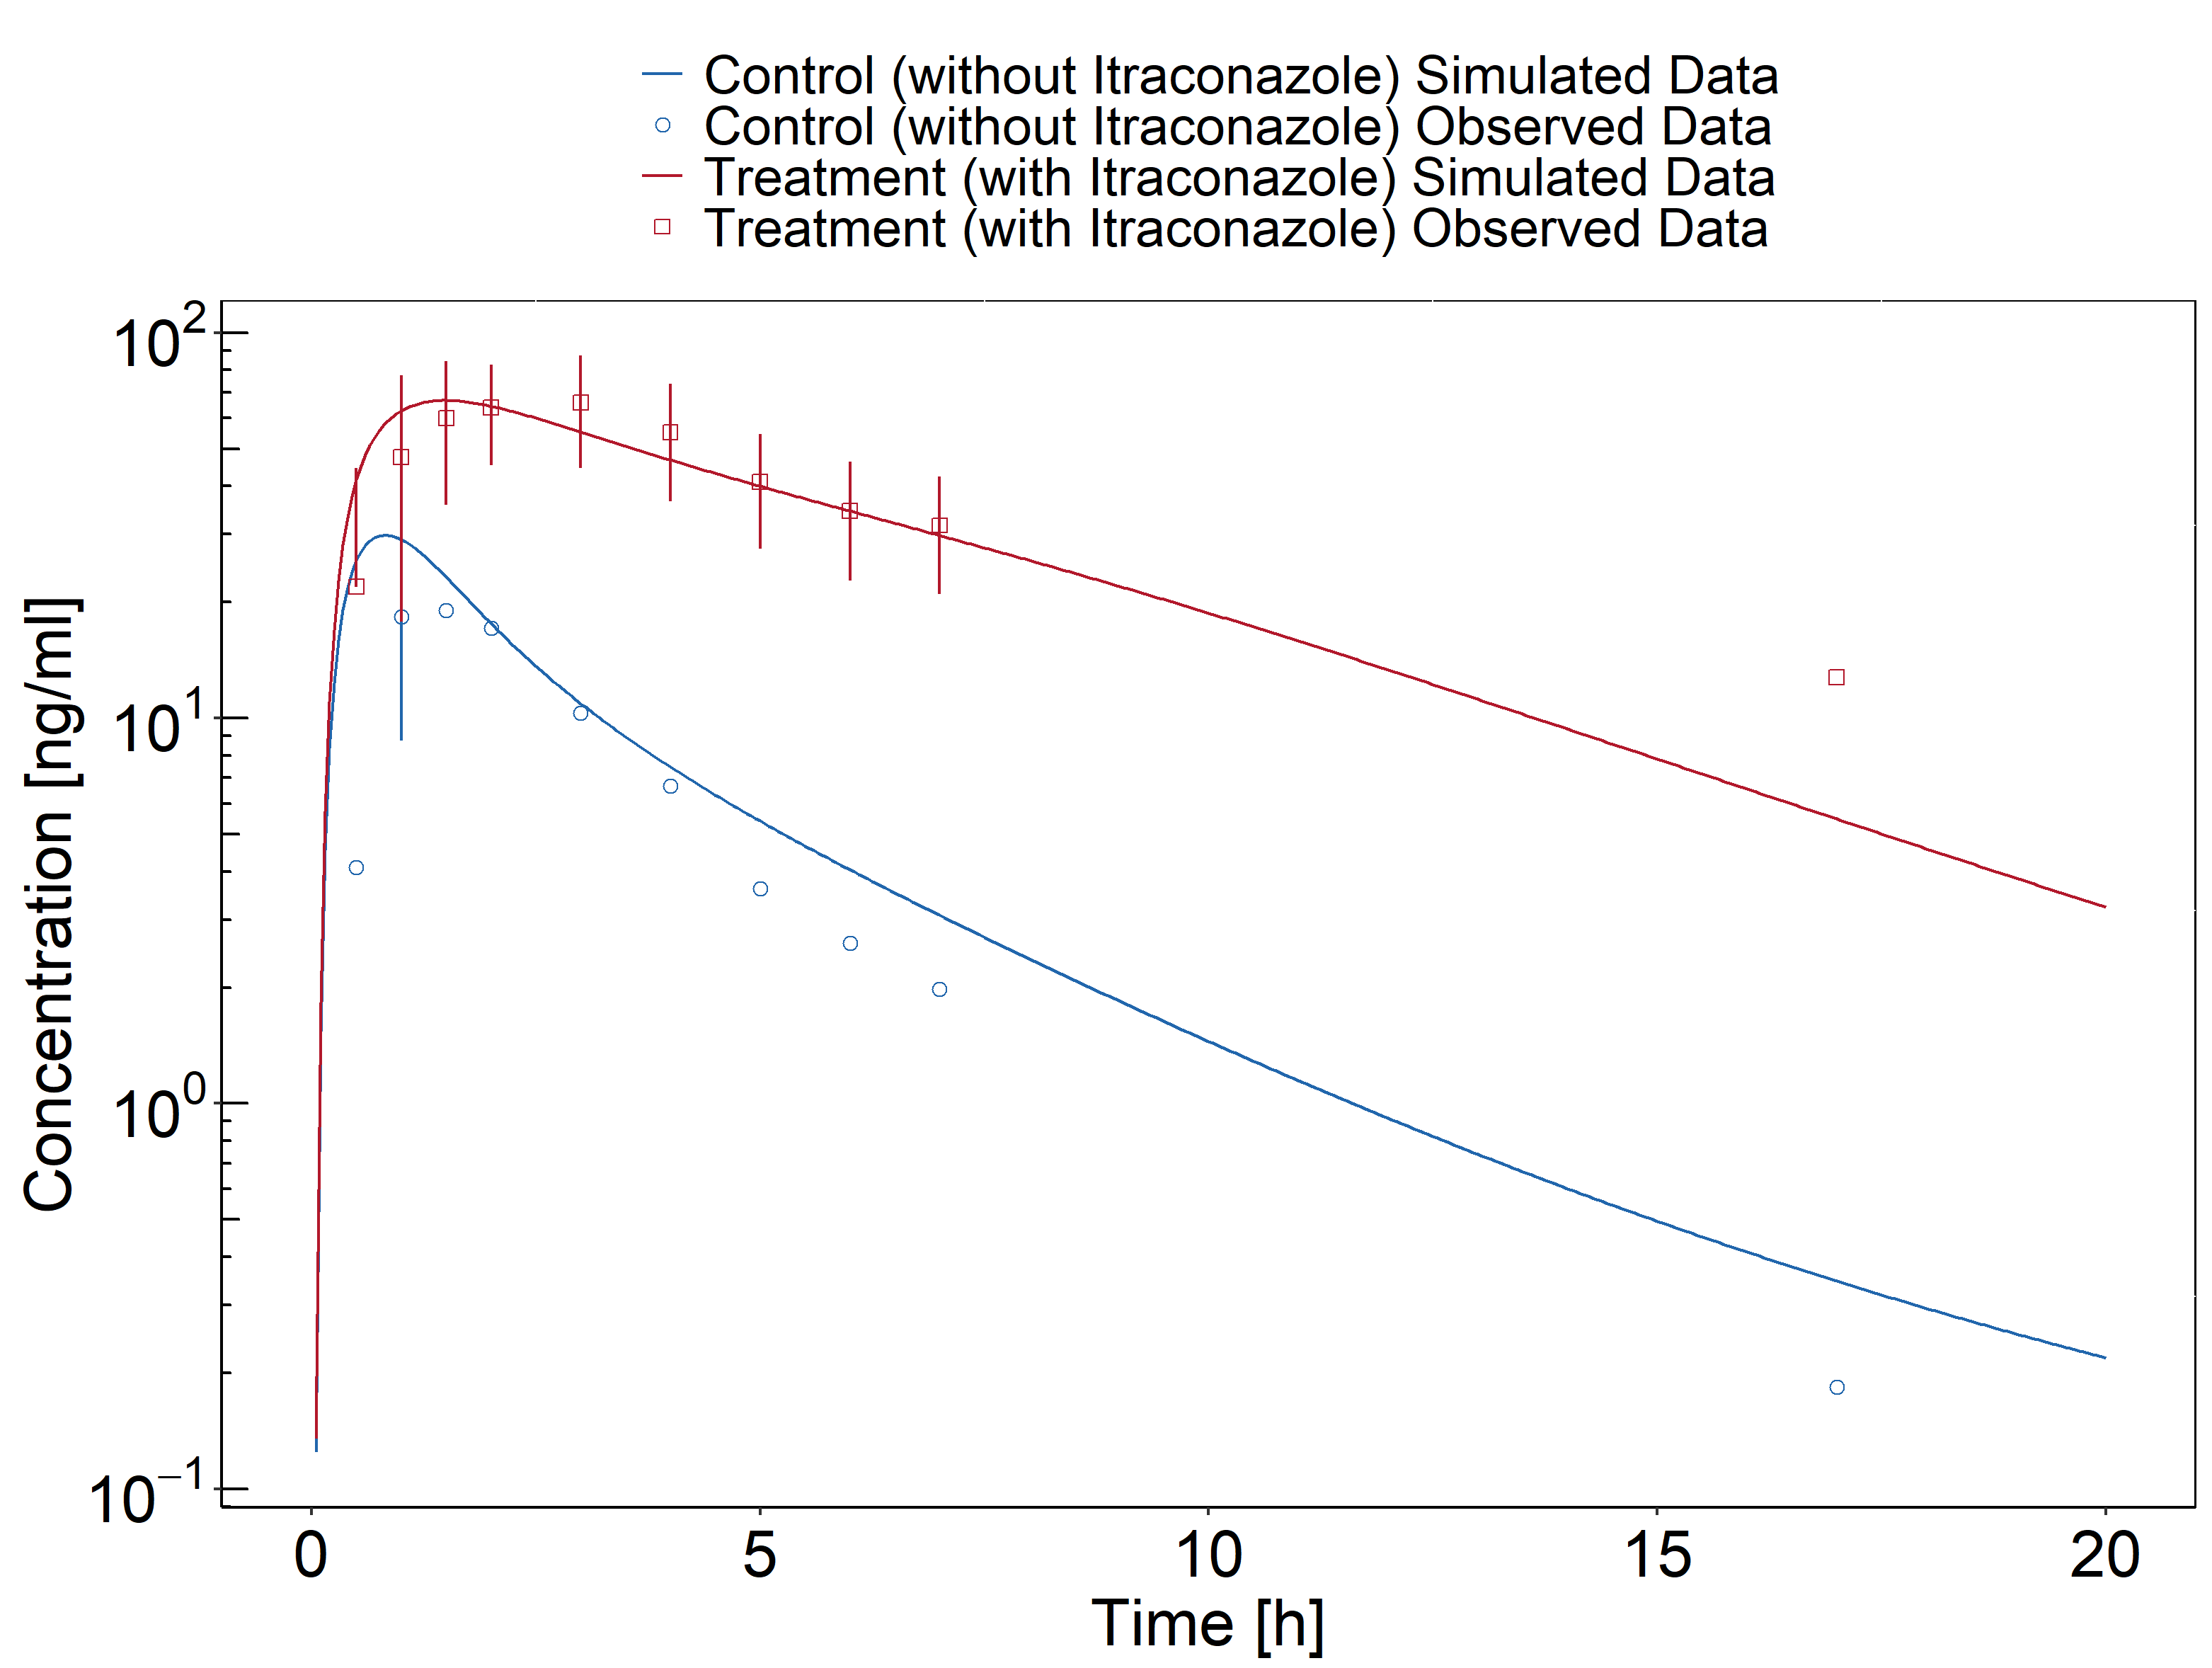 Control (without Itraconazole) Simulated Data
Control (without Itraconazole) Observed Data
Treatment (with Itraconazole) Simulated Data
Treatment (with Itraconazole) Observed Data
10²
10¹
10⁰
10⁻¹
Concentration [ng/ml]
0 5 10 15 20
Time [h]